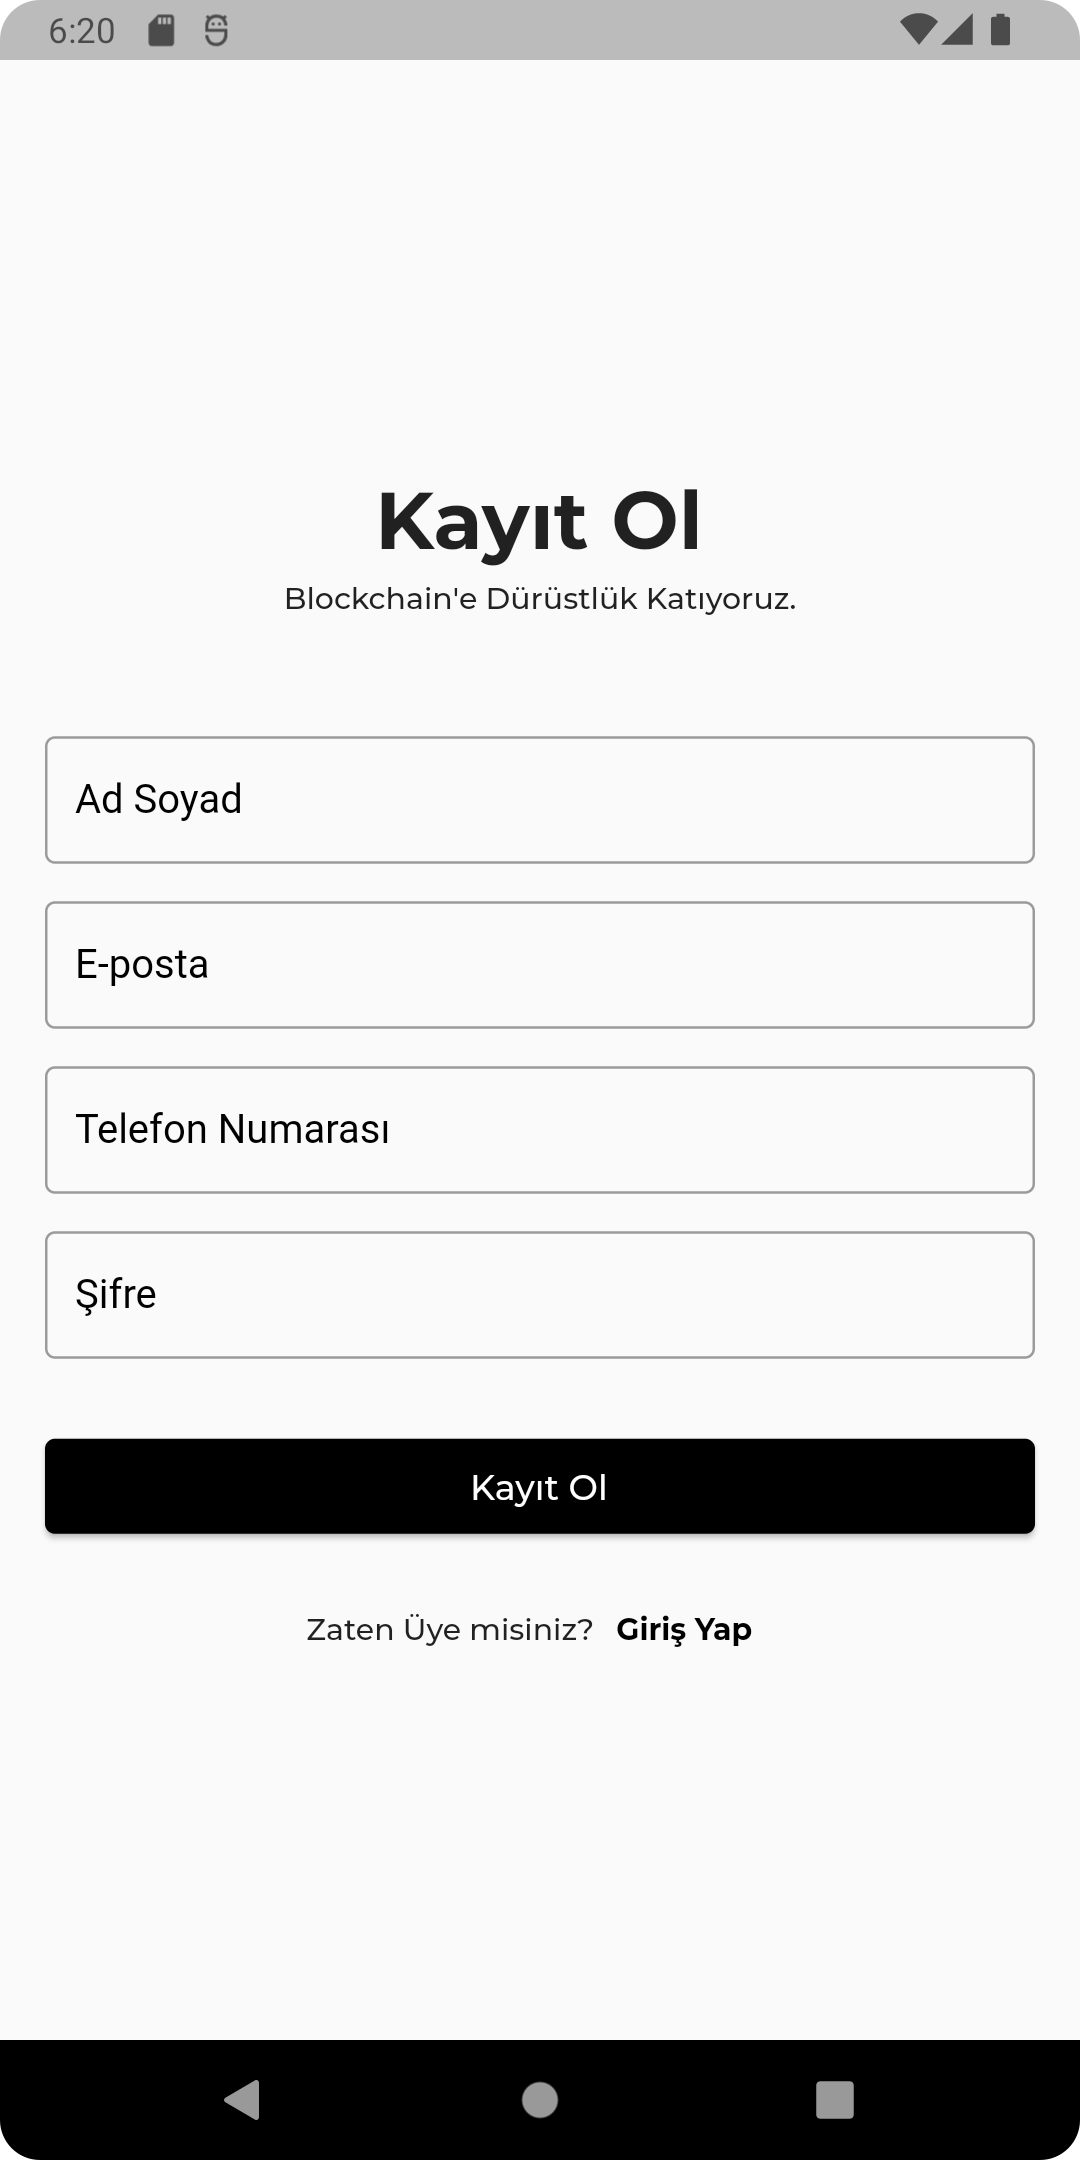 6:20
Kayıt Ol
Blockchain'e Dürüstlük Katıyoruz.
Ad Soyad
E-posta
Telefon Numarası
Şifre
Kayıt Ol
Zaten Üye misiniz? Giriş Yap